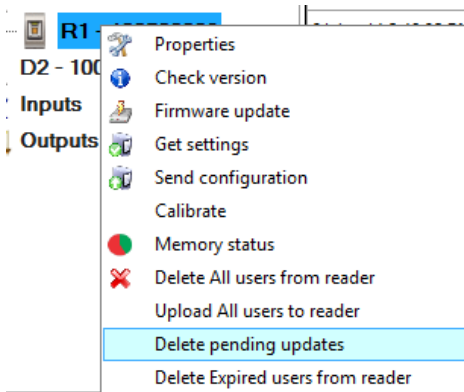 R1 -
Properties
D2 - 100
Check version
Inputs
Firmware update
Outputs
Get settings
Send configuration
Calibrate
Memory status
Delete All users from reader
Upload All users to reader
Delete pending updates
Delete Expired users from reader